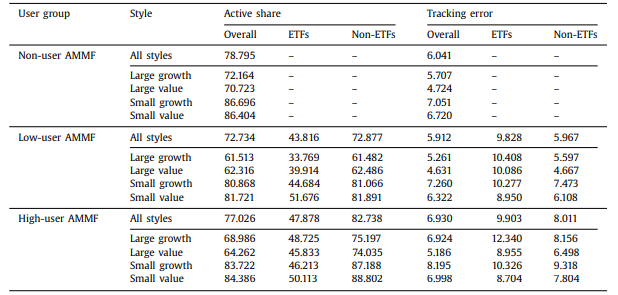 User group Style Active share Tracking error
Overall ETFs Non-ETFs Overall ETFs Non-ETFs
Non-user AMMF All styles 78.795 – – 6.041 – –
Large growth 72.164 – – 5.707 – –
Large value 70.723 – – 4.724 – –
Small growth 86.696 – – 7.051 – –
Small value 86.404 – – 6.720 – –
Low-user AMMF All styles 72.734 43.816 72.877 5.912 9.828 5.967
Large growth 61.513 33.769 61.482 5.261 10.408 5.597
Large value 62.316 39.914 62.486 4.631 10.086 4.667
Small growth 80.868 44.684 81.066 7.260 10.277 7.473
Small value 81.721 51.676 81.891 6.322 8.950 6.108
High-user AMMF All styles 77.026 47.878 82.738 6.930 9.903 8.011
Large growth 68.986 48.725 75.197 6.924 12.340 8.156
Large value 64.262 45.833 74.035 5.186 8.955 6.498
Small growth 83.722 46.213 87.188 8.195 10.326 9.318
Small value 84.386 50.113 88.802 6.998 8.704 7.804